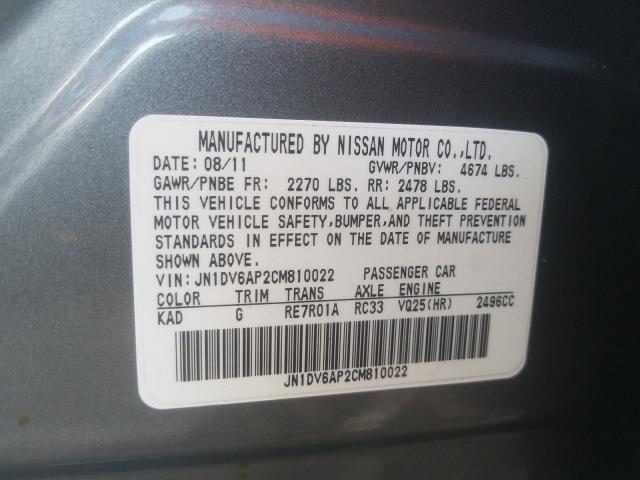 MANUFACTURED BY NISSAN MOTOR CO.,LTD.
DATE: 08/11 GVWR/PNBV: 4674 LBS.
GAWR/PNBE FR: 2270 LBS. RR: 2478 LBS.
THIS VEHICLE CONFORMS TO ALL APPLICABLE FEDERAL
MOTOR VEHICLE SAFETY,BUMPER,AND THEFT PREVENTION
STANDARDS IN EFFECT ON THE DATE OF MANUFACTURE
SHOWN ABOVE.
VIN: JN1DV6AP2CM810022 PASSENGER CAR
COLOR TRIM TRANS AXLE ENGINE
KAD G RE7R01A RC33 VQ25(HR) 2496CC
JN1DV6AP2CM810022